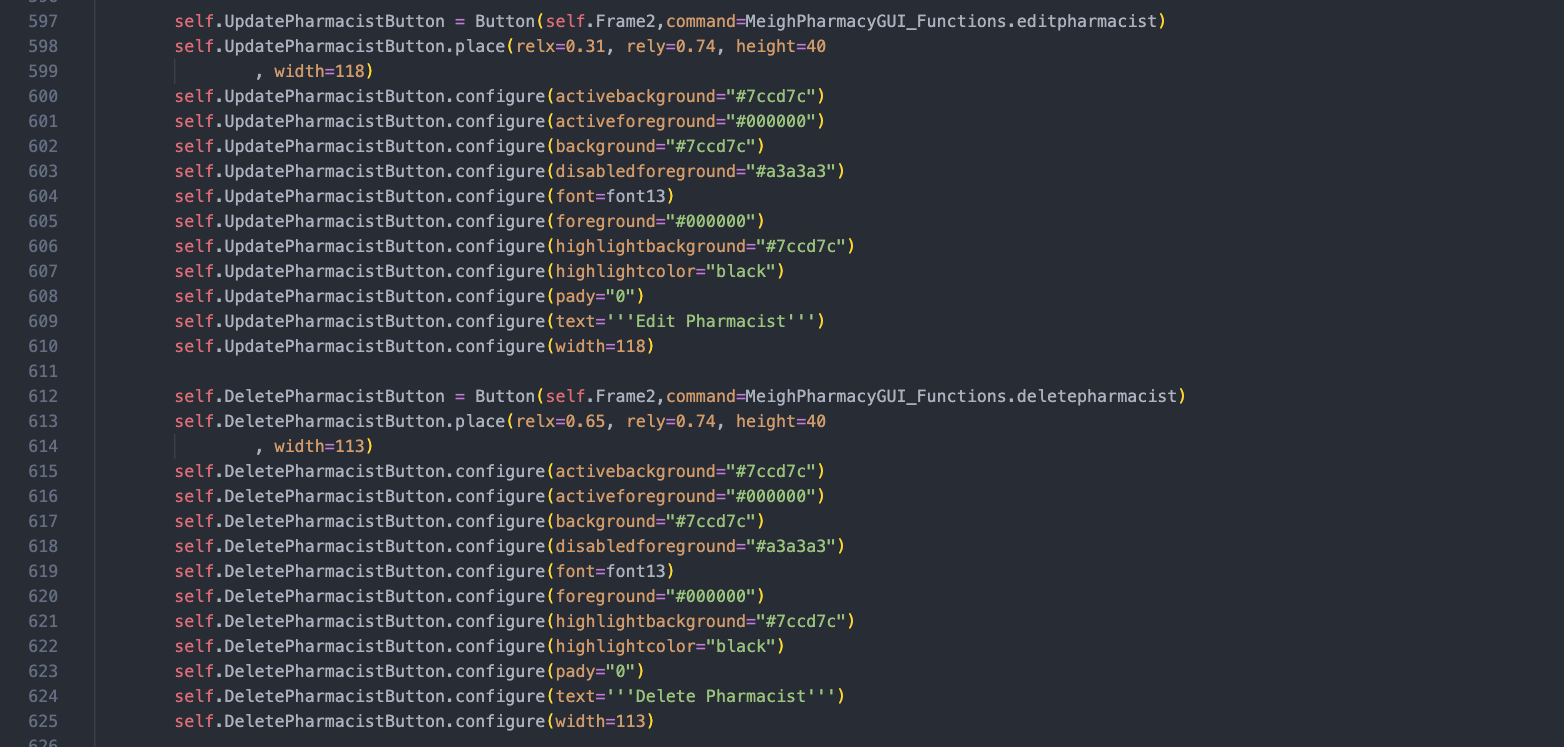 597 self.UpdatePharmacistButton = Button(self.Frame2,command=MeighPharmacyGUI_Functions.editpharmacist)
598 self.UpdatePharmacistButton.place(relx=0.31, rely=0.74, height=40
599 , width=118)
600 self.UpdatePharmacistButton.configure(activebackground="#7ccd7c")
601 self.UpdatePharmacistButton.configure(activeforeground="#000000")
602 self.UpdatePharmacistButton.configure(background="#7ccd7c")
603 self.UpdatePharmacistButton.configure(disabledforeground="#a3a3a3")
604 self.UpdatePharmacistButton.configure(font=font13)
605 self.UpdatePharmacistButton.configure(foreground="#000000")
606 self.UpdatePharmacistButton.configure(highlightbackground="#7ccd7c")
607 self.UpdatePharmacistButton.configure(highlightcolor="black")
608 self.UpdatePharmacistButton.configure(pady="0")
609 self.UpdatePharmacistButton.configure(text='''Edit Pharmacist''')
610 self.UpdatePharmacistButton.configure(width=118)
611
612 self.DeletePharmacistButton = Button(self.Frame2,command=MeighPharmacyGUI_Functions.deletepharmacist)
613 self.DeletePharmacistButton.place(relx=0.65, rely=0.74, height=40
614 , width=113)
615 self.DeletePharmacistButton.configure(activebackground="#7ccd7c")
616 self.DeletePharmacistButton.configure(activeforeground="#000000")
617 self.DeletePharmacistButton.configure(background="#7ccd7c")
618 self.DeletePharmacistButton.configure(disabledforeground="#a3a3a3")
619 self.DeletePharmacistButton.configure(font=font13)
620 self.DeletePharmacistButton.configure(foreground="#000000")
621 self.DeletePharmacistButton.configure(highlightbackground="#7ccd7c")
622 self.DeletePharmacistButton.configure(highlightcolor="black")
623 self.DeletePharmacistButton.configure(pady="0")
624 self.DeletePharmacistButton.configure(text='''Delete Pharmacist''')
625 self.DeletePharmacistButton.configure(width=113)